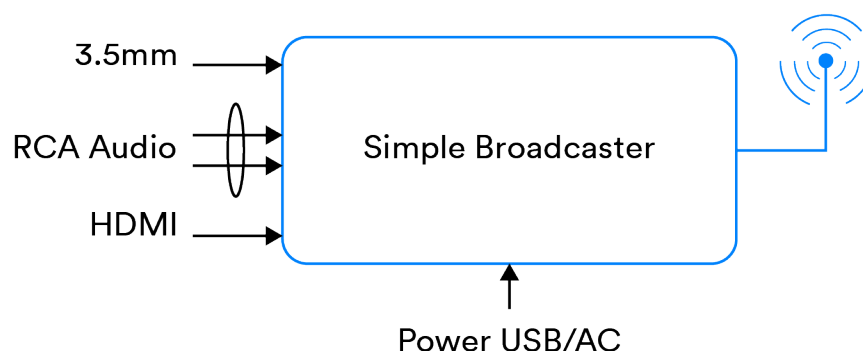 3.5mm
RCA Audio
HDMI
Simple Broadcaster
Power USB/AC